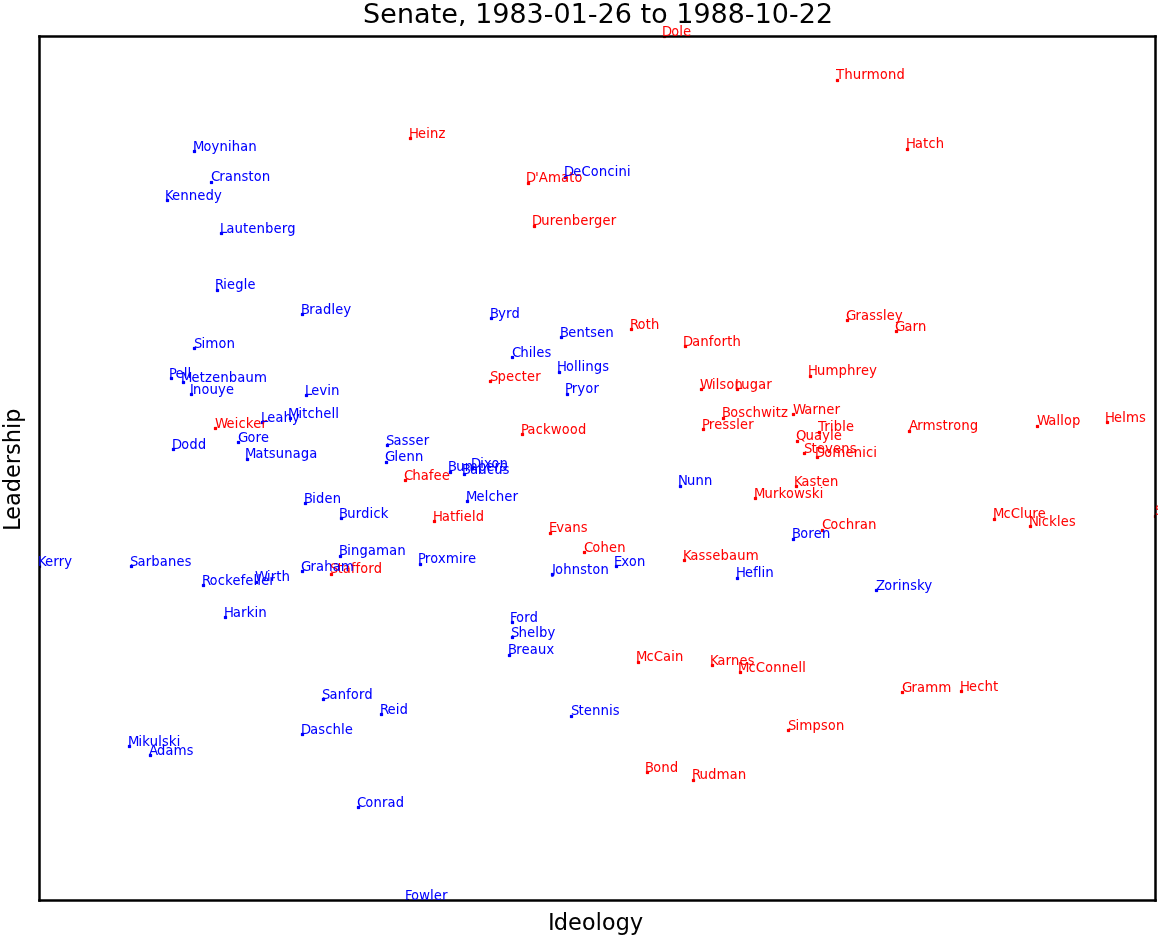 Senate, 1983-01-26 to 1988-10-22
Dole
Thurmond
Heinz
Hatch
Moynihan
DeConcini
Cranston
D'Amato
Kennedy
Durenberger
Lautenberg
Riegle
Bradley
Byrd
Grassley
Roth
Garn
Bentsen
Danforth
Simon
Chiles
Hollings
Humphrey
Pell
Metzenbaum
Specter
Wilson
Lugar
Inouye
Levin
Pryor
Warner
Boschwitz
Mitchell
Leahy
Helms
Wallop
Weicker
Pressler
Trible
Armstrong
Packwood
Quayle
Gore
Sasser
Dodd
Stevens
Domenici
Matsunaga
Glenn
Dixon
Bumpers
Baucus
Chafee
Nunn
Kasten
Murkowski
Melcher
Biden
Burdick
McClure
Hatfield
Nickles
Cochran
Evans
Boren
Cohen
Bingaman
Kassebaum
Proxmire
Kerry
Sarbanes
Exon
Graham
Stafford
Johnston
Heflin
Wirth
Rockefeller
Zorinsky
Harkin
Ford
Shelby
Breaux
McCain
Karnes
McConnell
Gramm
Hecht
Sanford
Reid
Stennis
Simpson
Daschle
Mikulski
Adams
Bond
Rudman
Conrad
Fowler
Leadership
Ideology